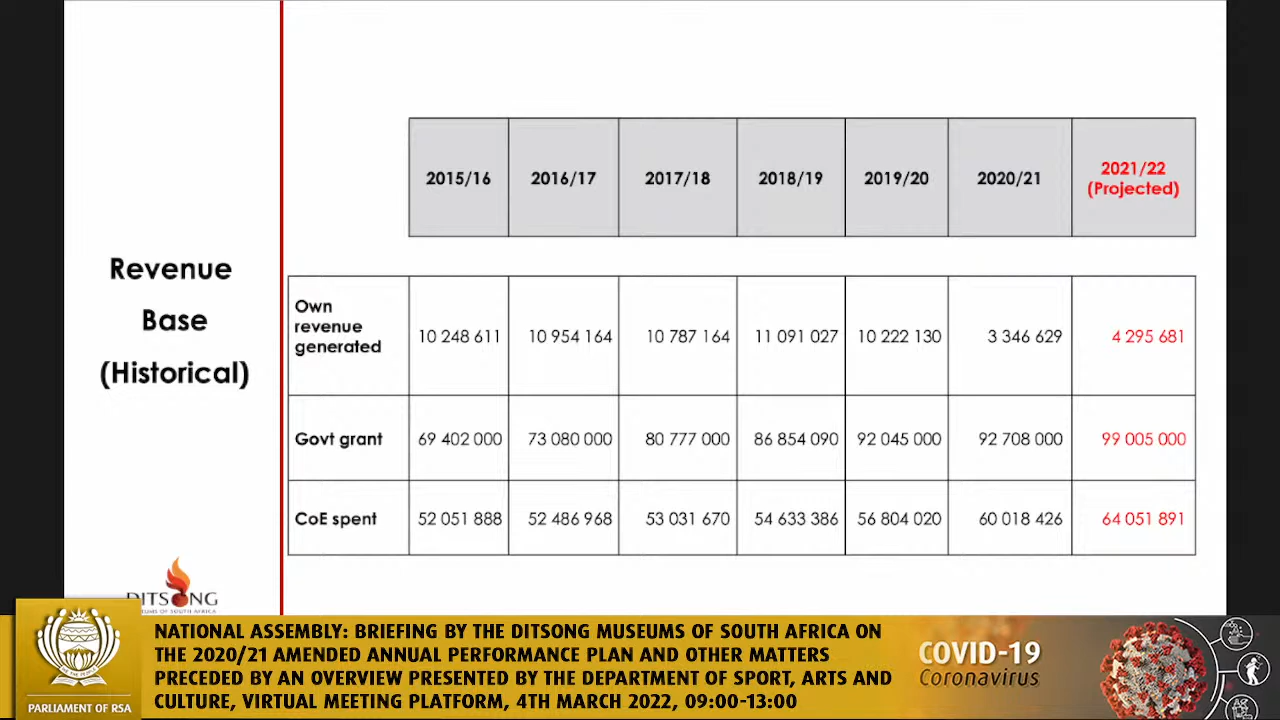 2015/16 2016/17 2017/18 2018/19 2019/20 2020/21 2021/22
(Projected)
Revenue
Base
(Historical)
Own
revenue
generated
10 248 611 10 954 164 10 787 164 11 091 027 10 222 130 3 346 629 4 295 681
Govt grant 69 402 000 73 080 000 80 777 000 86 854 090 92 045 000 92 708 000 99 005 000
CoE spent 52 051 888 52 486 968 53 031 670 54 633 386 56 804 020 60 018 426 64 051 891
DITSONG
MUSEUMS OF SOUTH AFRICA
PARLIAMENT OF RSA
NATIONAL ASSEMBLY: BRIEFING BY THE DITSONG MUSEUMS OF SOUTH AFRICA ON
THE 2020/21 AMENDED ANNUAL PERFORMANCE PLAN AND OTHER MATTERS
PRECEDED BY AN OVERVIEW PRESENTED BY THE DEPARTMENT OF SPORT, ARTS AND
CULTURE, VIRTUAL MEETING PLATFORM, 4TH MARCH 2022, 09:00-13:00
COVID-19
Coronavirus